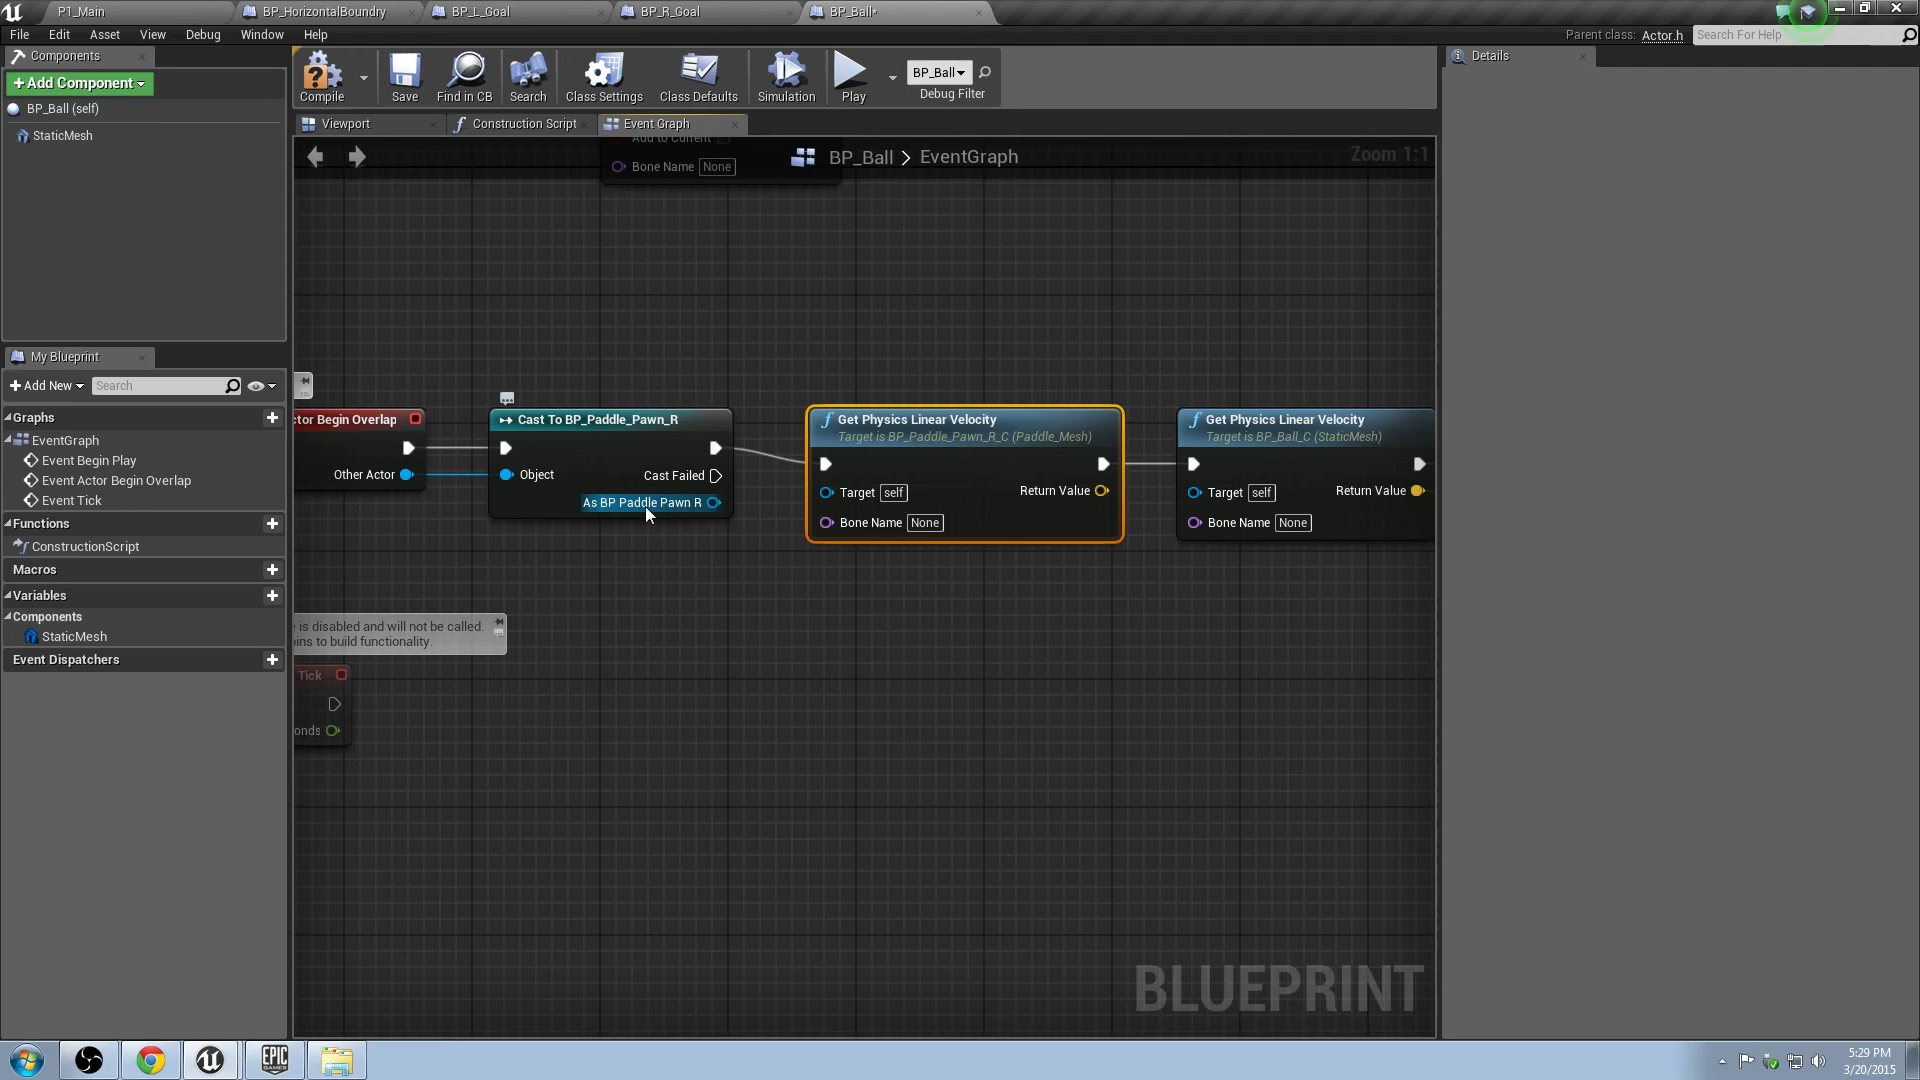 P1_Main
BP_HorizontalBoundry
BP_L_Goal
BP_R_Goal
BP_Ball*
File Edit Asset View Debug Window Help
Parent class: Actor.h
Search For Help
Components
+Add Component
BP_Ball (self)
StaticMesh
Compile
Save
Find in CB
Search
Class Settings
Class Defaults
Simulation
Play
BP_Ball
Debug Filter
Details
Viewport
Construction Script
Event Graph
Add to Current
Bone Name None
BP_Ball > EventGraph
Zoom 1:1
My Blueprint
+Add New
Search
Graphs
EventGraph
Event Begin Play
Event Actor Begin Overlap
Event Tick
Functions
ConstructionScript
Macros
Variables
Components
StaticMesh
Event Dispatchers
ctor Begin Overlap
Other Actor
Cast To BP_Paddle_Pawn_R
Object
Cast Failed
As BP Paddle Pawn R
Get Physics Linear Velocity
Target is BP_Paddle_Pawn_R_C (Paddle_Mesh)
Target self
Return Value
Bone Name None
Get Physics Linear Velocity
Target is BP_Ball_C (StaticMesh)
Target self
Return Value
Bone Name None
e is disabled and will not be called.
ins to build functionality.
Tick
onds
BLUEPRINT
EPIC
GAMES
5:29 PM
3/20/2015